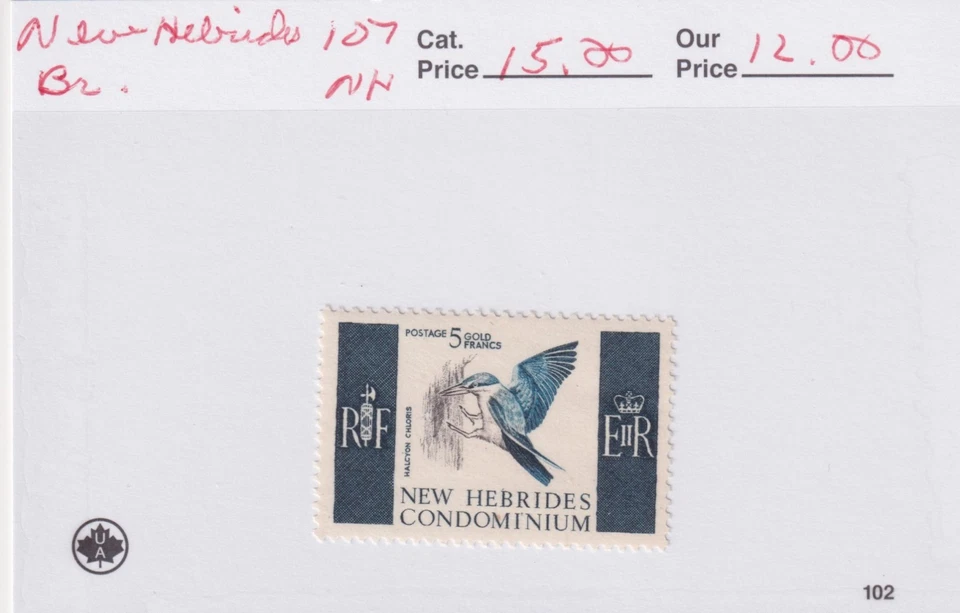 New Hebrides 107
Br. NH
Cat.
Price 15.00
Our
Price 12.00
POSTAGE 5 GOLD
FRANCS
HALCYON CHLORIS
RF
EIIR
NEW HEBRIDES
CONDOMINIUM
UAI
102